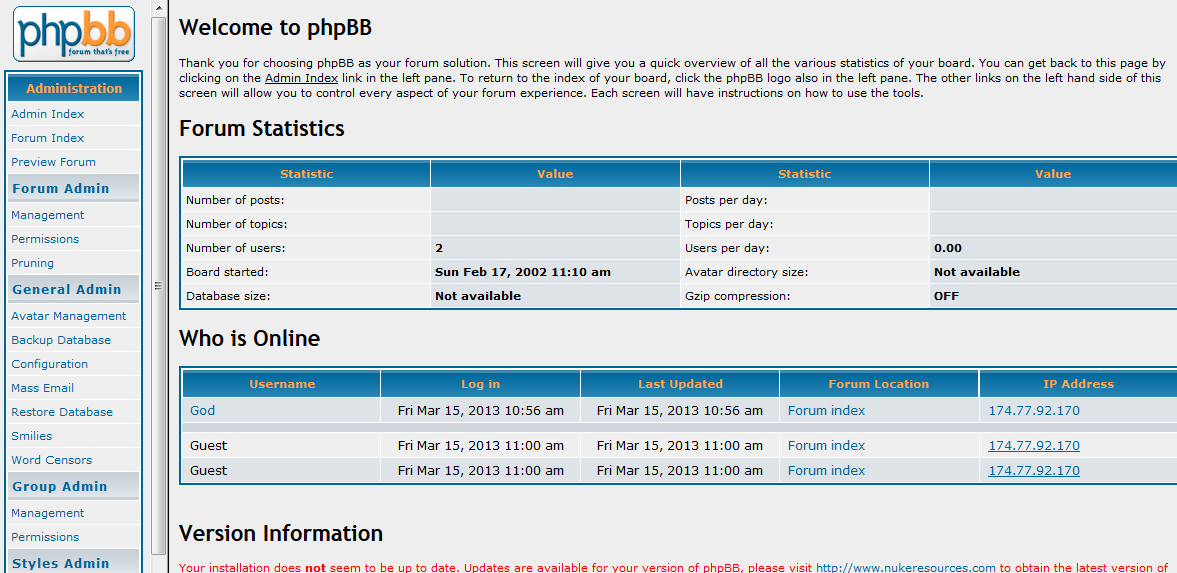 phpbb
forum that's free
Administration
Admin Index
Forum Index
Preview Forum
Forum Admin
Management
Permissions
Pruning
General Admin
Avatar Management
Backup Database
Configuration
Mass Email
Restore Database
Smilies
Word Censors
Group Admin
Management
Permissions
Styles Admin
Welcome to phpBB
Thank you for choosing phpBB as your forum solution. This screen will give you a quick overview of all the various statistics of your board. You can get back to this page by
clicking on the Admin Index link in the left pane. To return to the index of your board, click the phpBB logo also in the left pane. The other links on the left hand side of this
screen will allow you to control every aspect of your forum experience. Each screen will have instructions on how to use the tools.
Forum Statistics
Statistic Value Statistic Value
Number of posts: Posts per day:
Number of topics: Topics per day:
Number of users: 2 Users per day: 0.00
Board started: Sun Feb 17, 2002 11:10 am Avatar directory size: Not available
Database size: Not available Gzip compression: OFF
Who is Online
Username Log in Last Updated Forum Location IP Address
God Fri Mar 15, 2013 10:56 am Fri Mar 15, 2013 10:56 am Forum index 174.77.92.170
Guest Fri Mar 15, 2013 11:00 am Fri Mar 15, 2013 11:00 am Forum index 174.77.92.170
Guest Fri Mar 15, 2013 11:00 am Fri Mar 15, 2013 11:00 am Forum index 174.77.92.170
Version Information
Your installation does not seem to be up to date. Updates are available for your version of phpBB, please visit http://www.nukeresources.com to obtain the latest version of